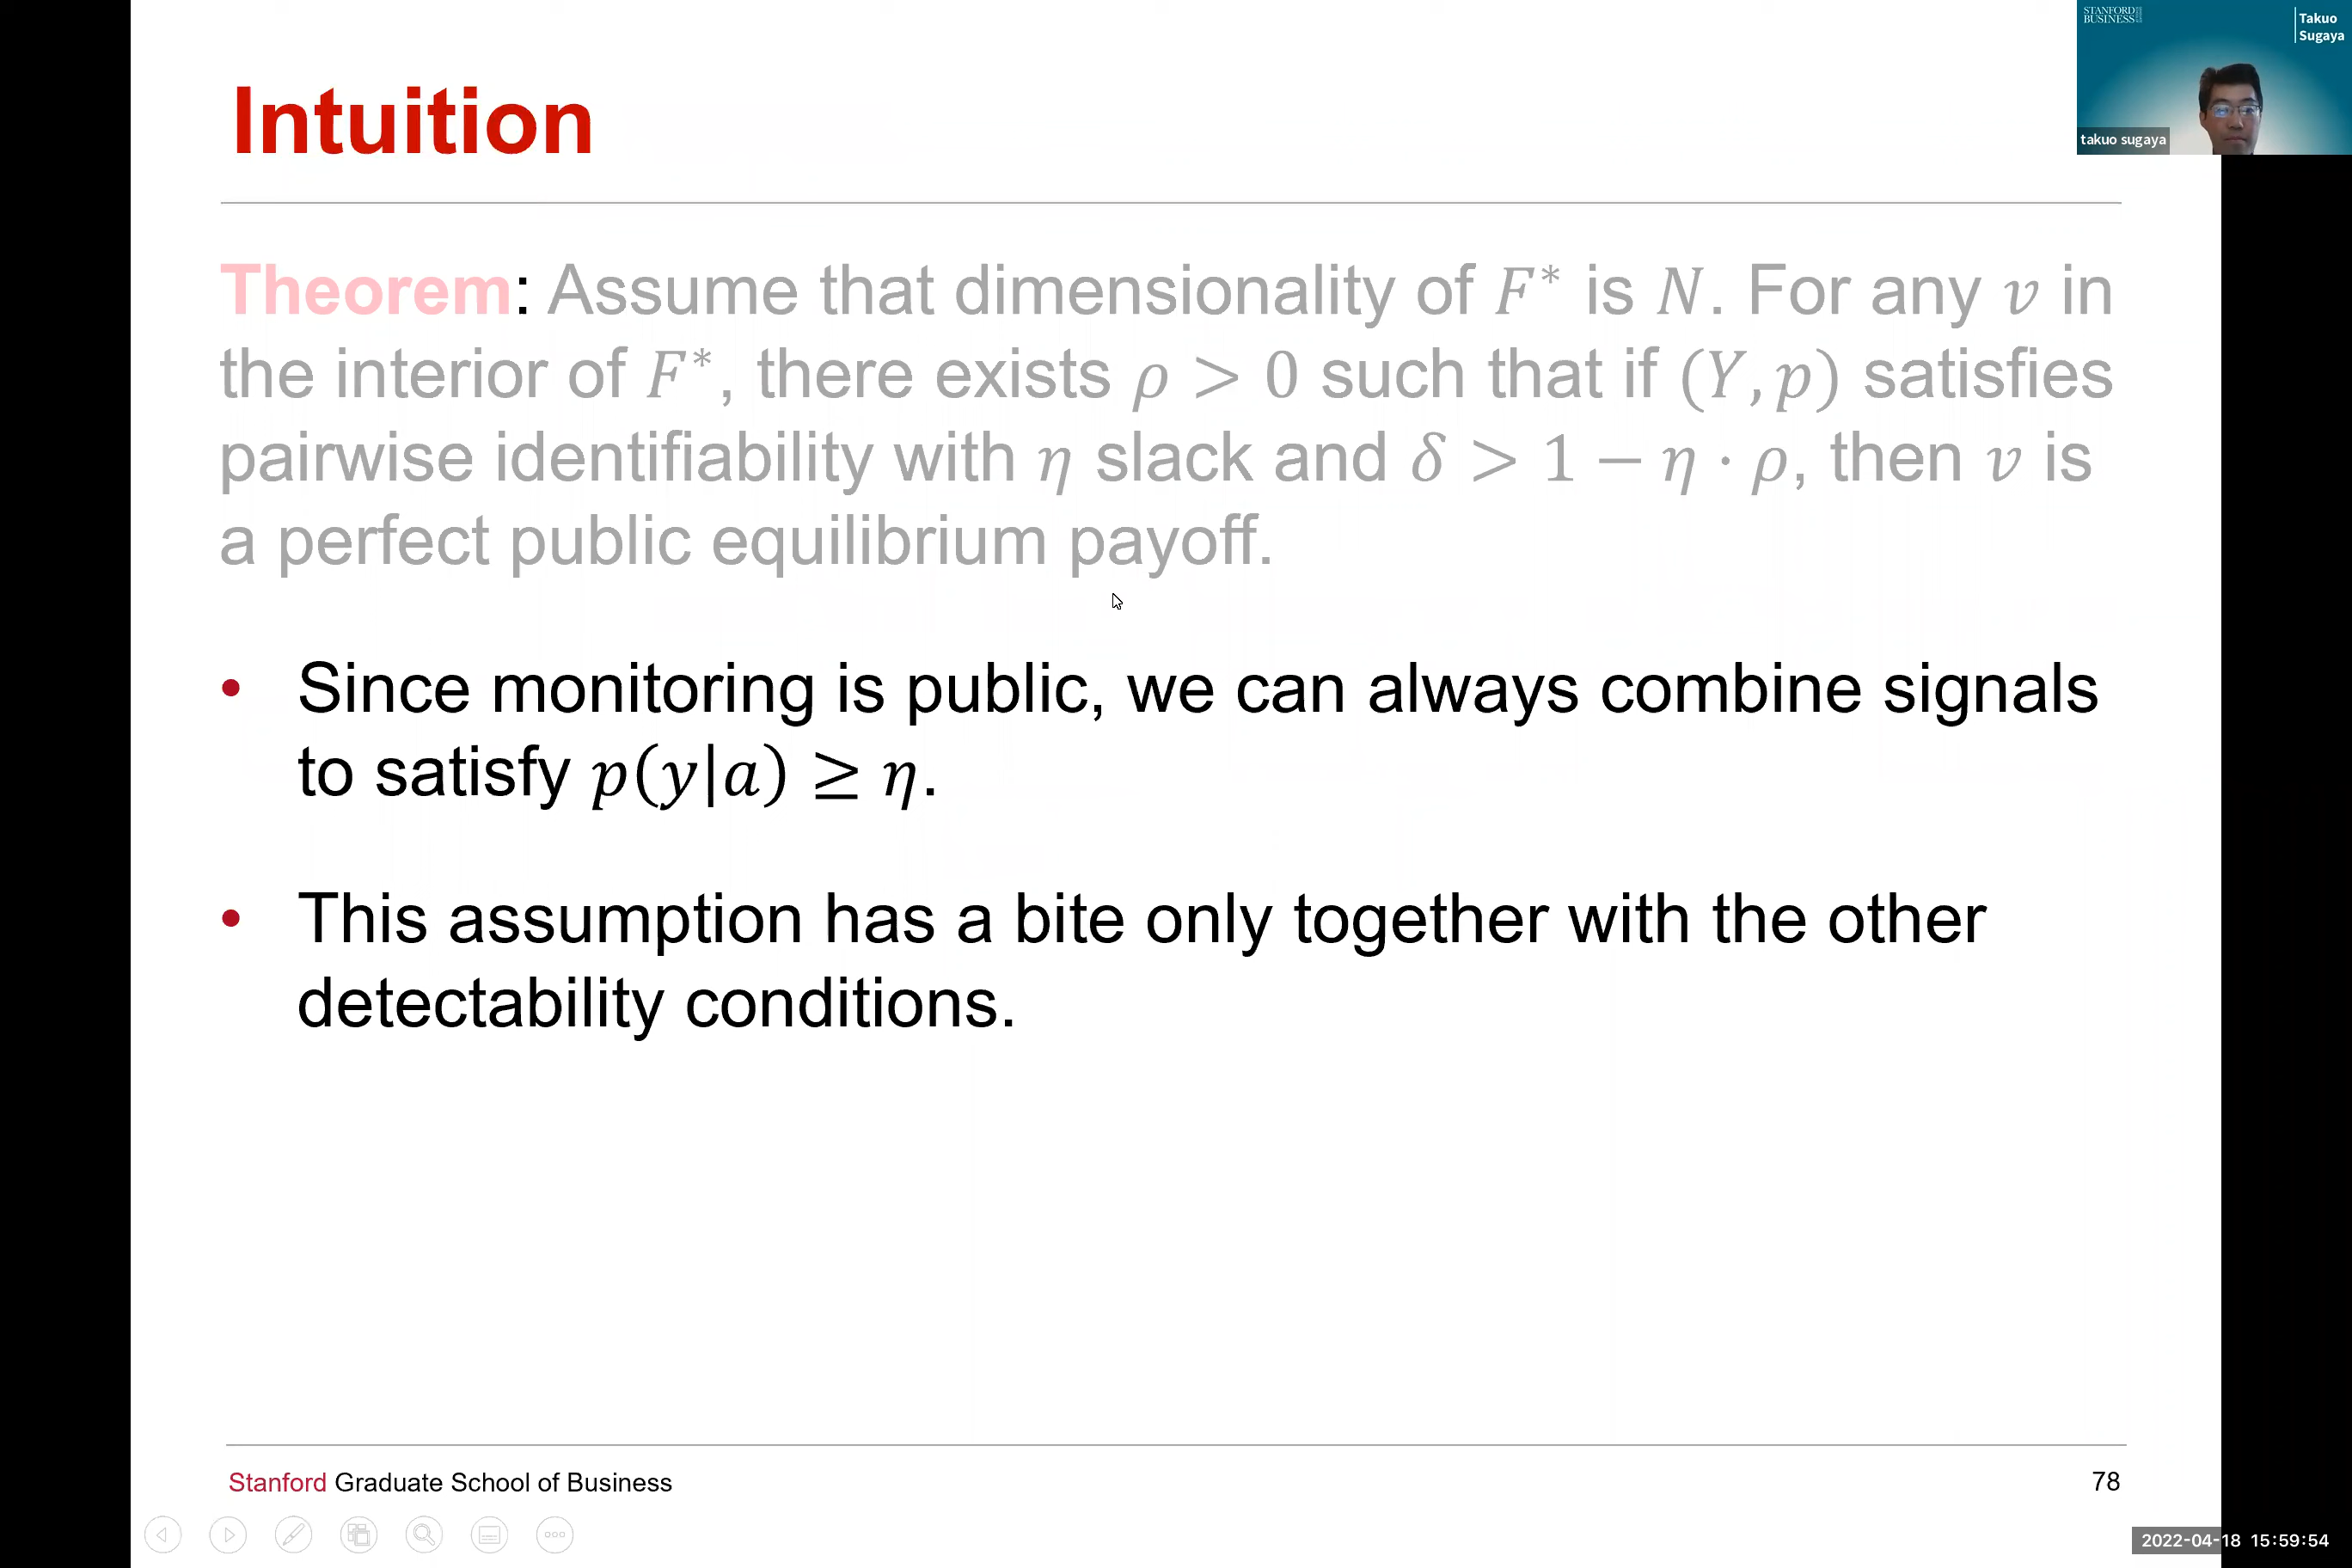 STANFORD
BUSINESS
Takuo
Sugaya
takuo sugaya
Intuition
Theorem: Assume that dimensionality of F* is N. For any v in
the interior of F*, there exists ρ > 0 such that if (Y, p) satisfies
pairwise identifiability with η slack and δ > 1 − η · ρ, then v is
a perfect public equilibrium payoff.
• Since monitoring is public, we can always combine signals
to satisfy p(y|a) ≥ η.
• This assumption has a bite only together with the other
detectability conditions.
Stanford Graduate School of Business
78
2022-04-18 15:59:54